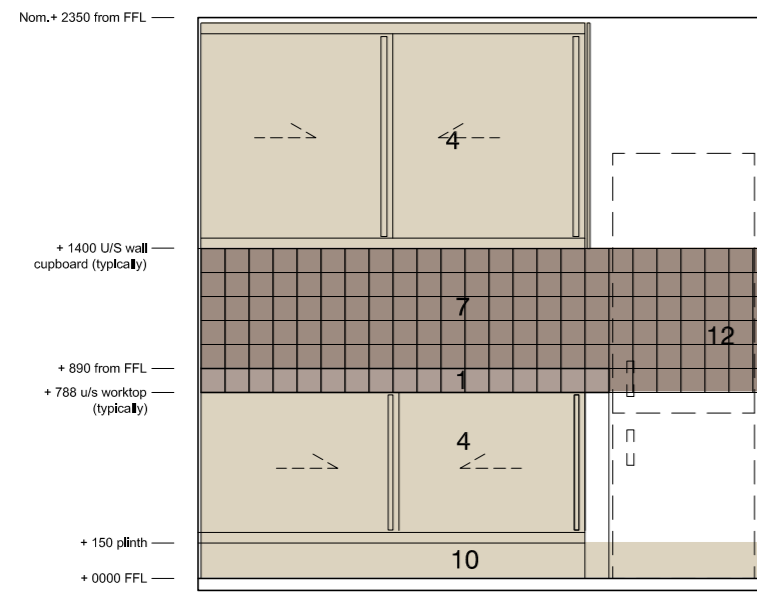 Nom.+ 2350 from FFL
4
+ 1400 U/S wall
cupboard (typically)
7
12
+ 890 from FFL
1
+ 788 u/s worktop
(typically)
4
+ 150 plinth
10
+ 0000 FFL